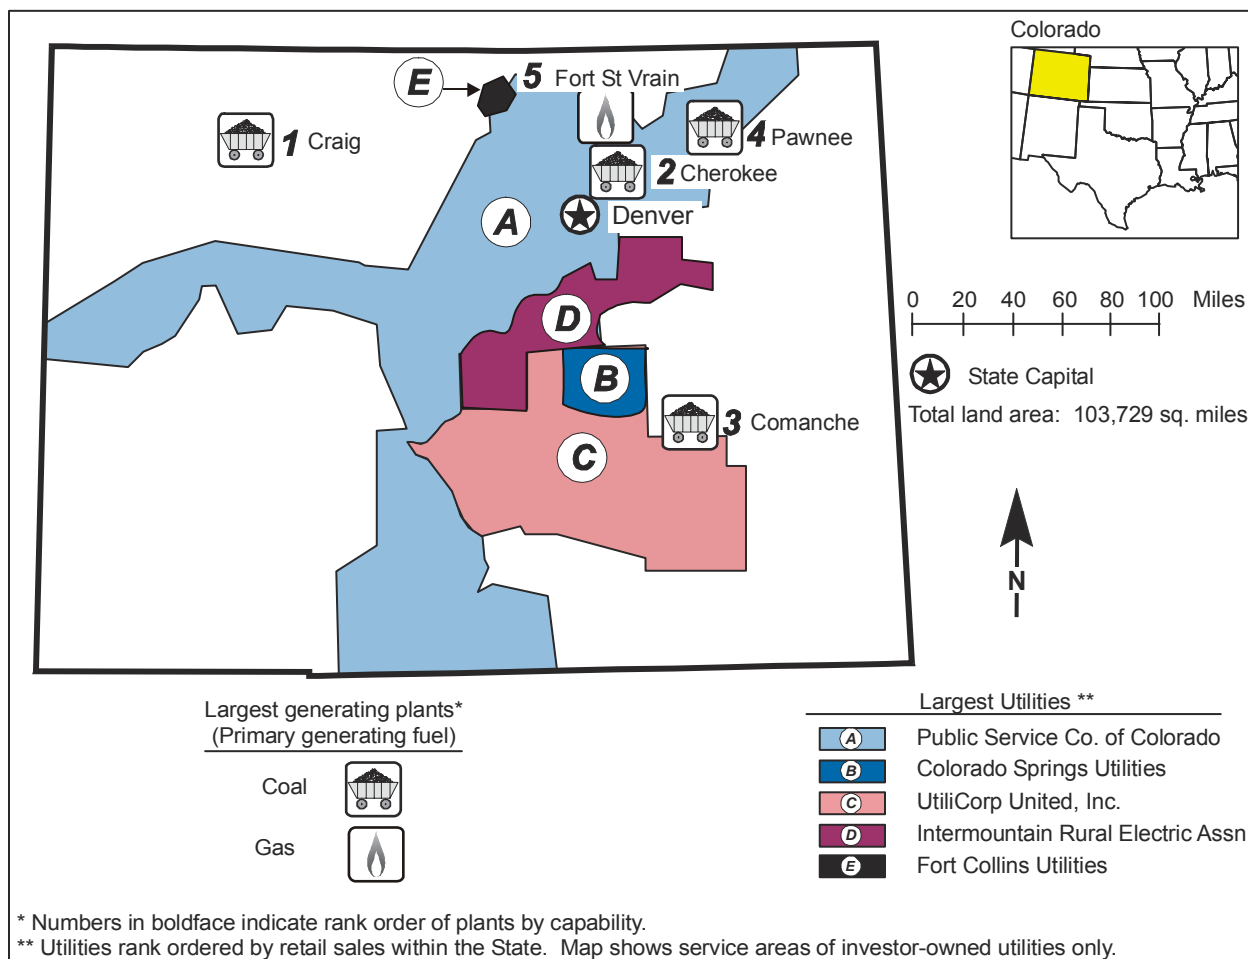 Colorado
E
5 Fort St Vrain
1 Craig
4 Pawnee
2 Cherokee
A
Denver
0 20 40 60 80 100 Miles
D
State Capital
B
Total land area: 103,729 sq. miles
3 Comanche
C
N
Largest generating plants*
(Primary generating fuel)
Coal
Gas
Largest Utilities **
A Public Service Co. of Colorado
B Colorado Springs Utilities
C UtiliCorp United, Inc.
D Intermountain Rural Electric Assn
E Fort Collins Utilities
* Numbers in boldface indicate rank order of plants by capability.
** Utilities rank ordered by retail sales within the State. Map shows service areas of investor-owned utilities only.